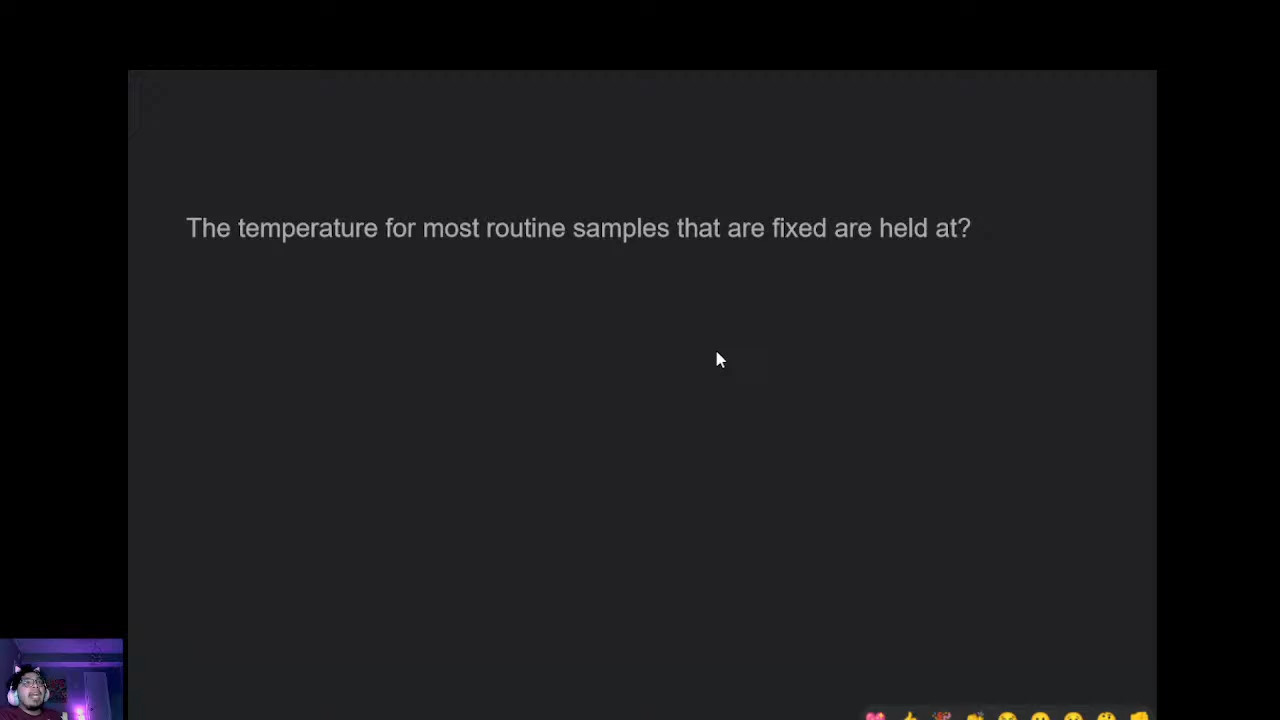 The temperature for most routine samples that are fixed are held at?